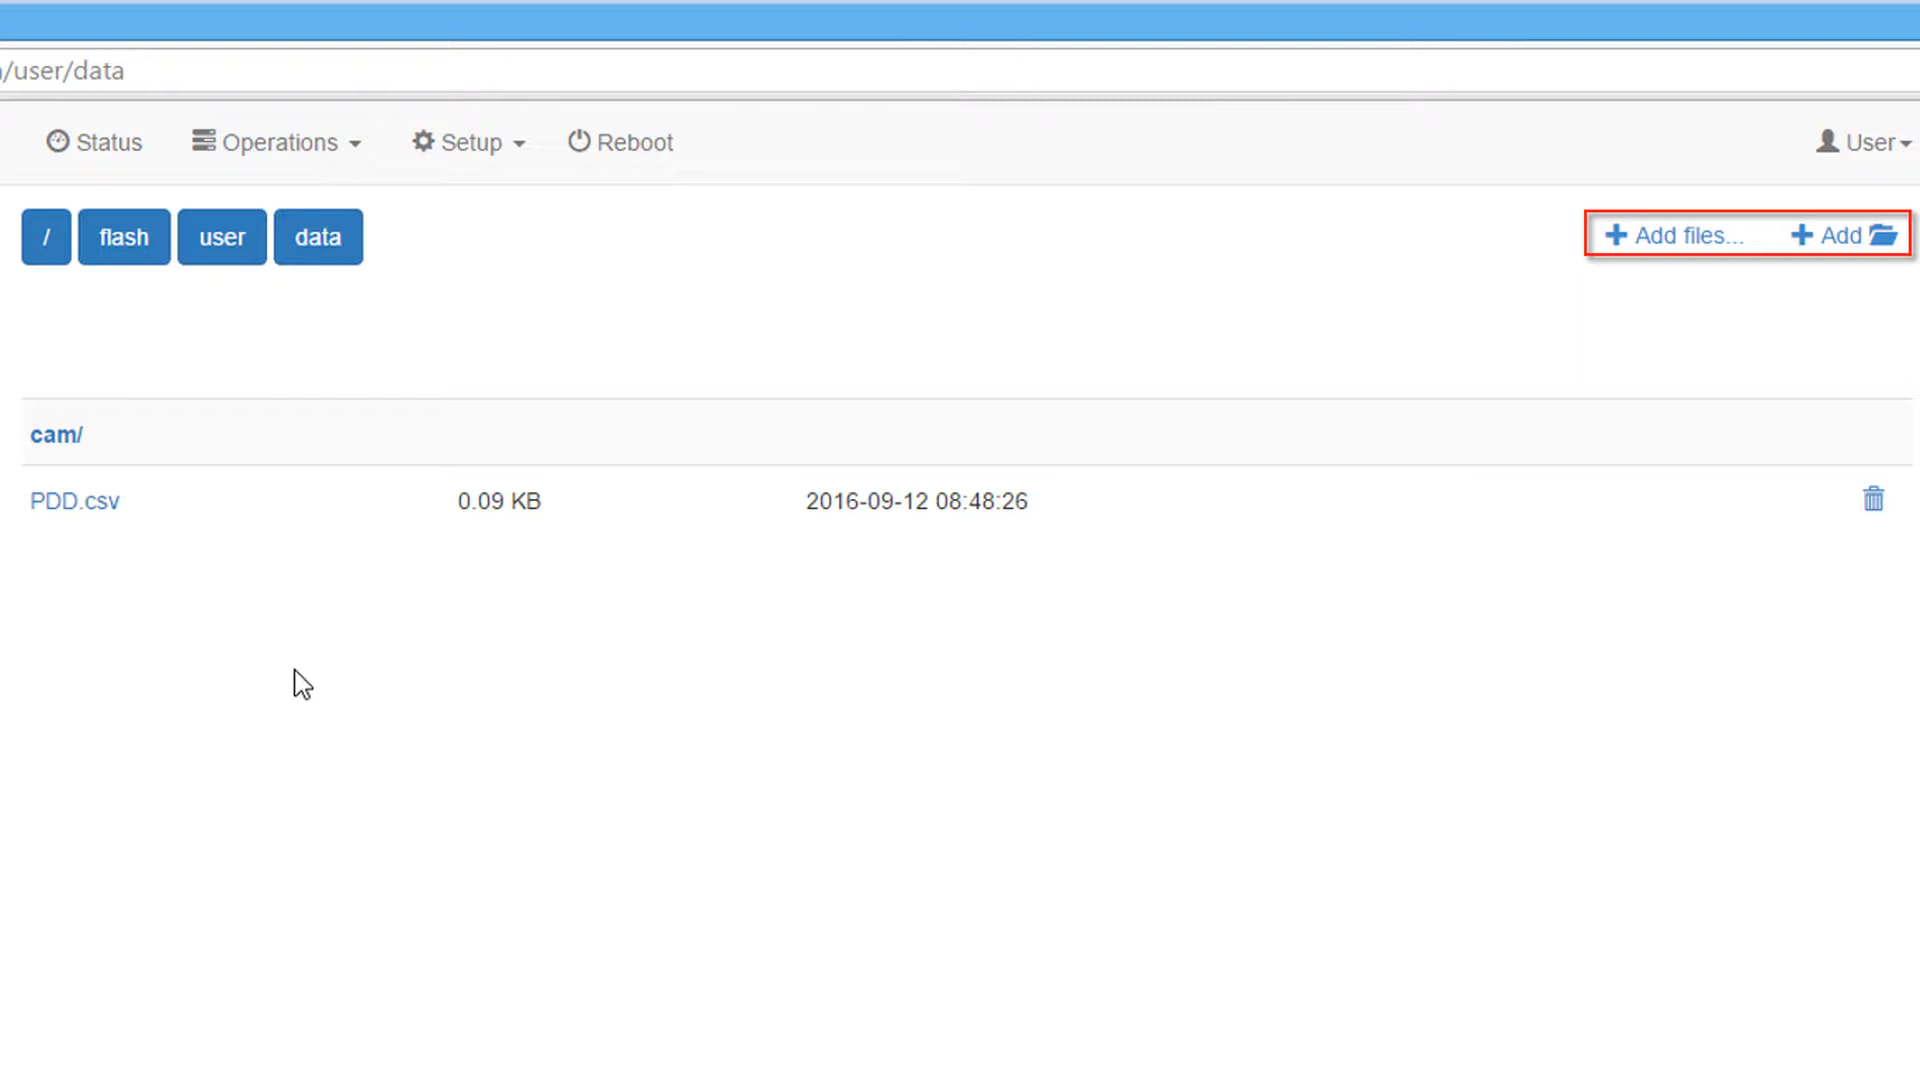 /user/data
Status Operations Setup Reboot User
/ flash user data Add files... Add
cam/
PDD.csv 0.09 KB 2016-09-12 08:48:26